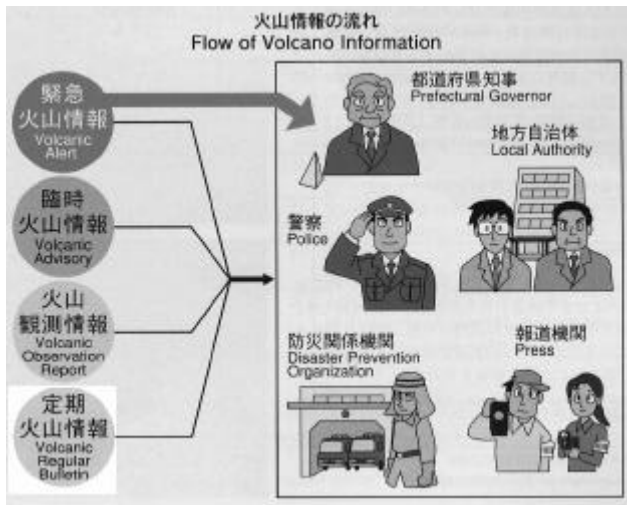 火山情報の流れ
Flow of Volcano Information
緊急
火山情報
Volcanic
Alert
臨時
火山情報
Volcanic
Advisory
火山
観測情報
Volcanic
Observation
Report
定期
火山情報
Volcanic
Regular
Bulletin
都道府県知事
Prefectural Governor
地方自治体
Local Authority
警察
Police
防災関係機関
Disaster Prevention
Organization
報道機関
Press